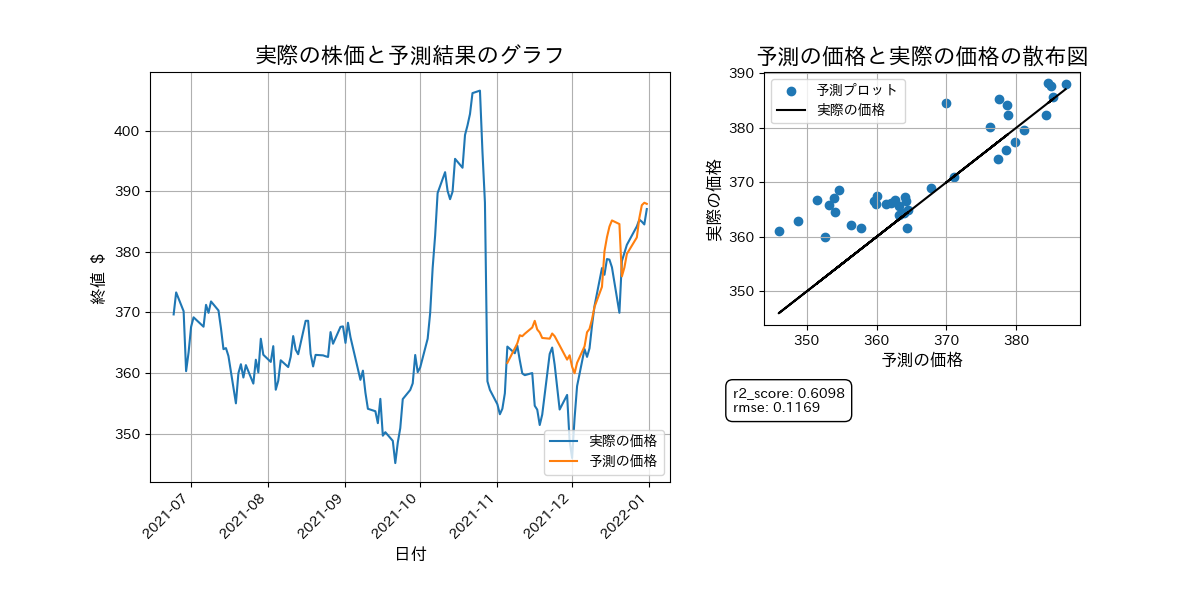 実際の株価と予測結果のグラフ
終値 $
400
390
380
370
360
350
2021-07
2021-08
2021-09
2021-10
2021-11
2021-12
2022-01
日付
実際の価格
予測の価格
予測の価格と実際の価格の散布図
実際の価格
390
380
370
360
350
予測プロット
実際の価格
350
360
370
380
予測の価格
r2_score: 0.6098
rmse: 0.1169